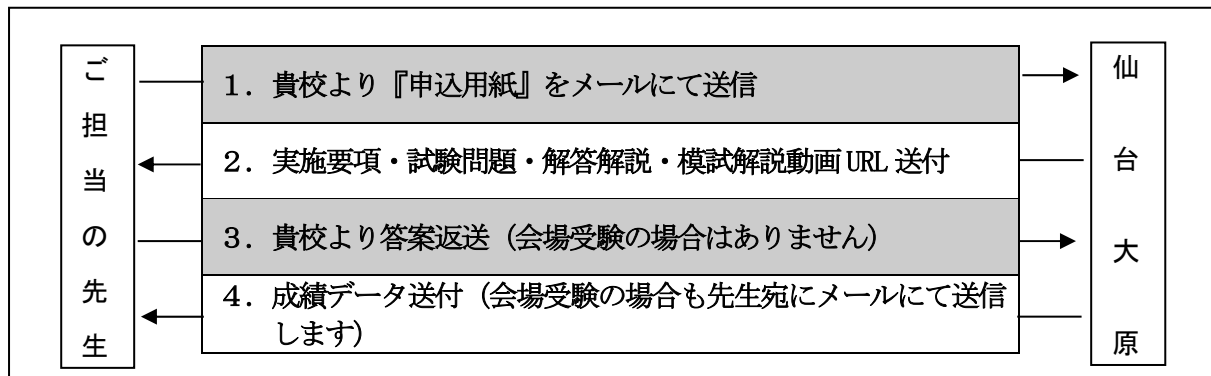 ご担当の先生
1．貴校より『申込用紙』をメールにて送信
2．実施要項・試験問題・解答解説・模試解説動画 URL 送付
3．貴校より答案返送（会場受験の場合はありません）
4．成績データ送付（会場受験の場合も先生宛にメールにて送信
します）
仙台大原